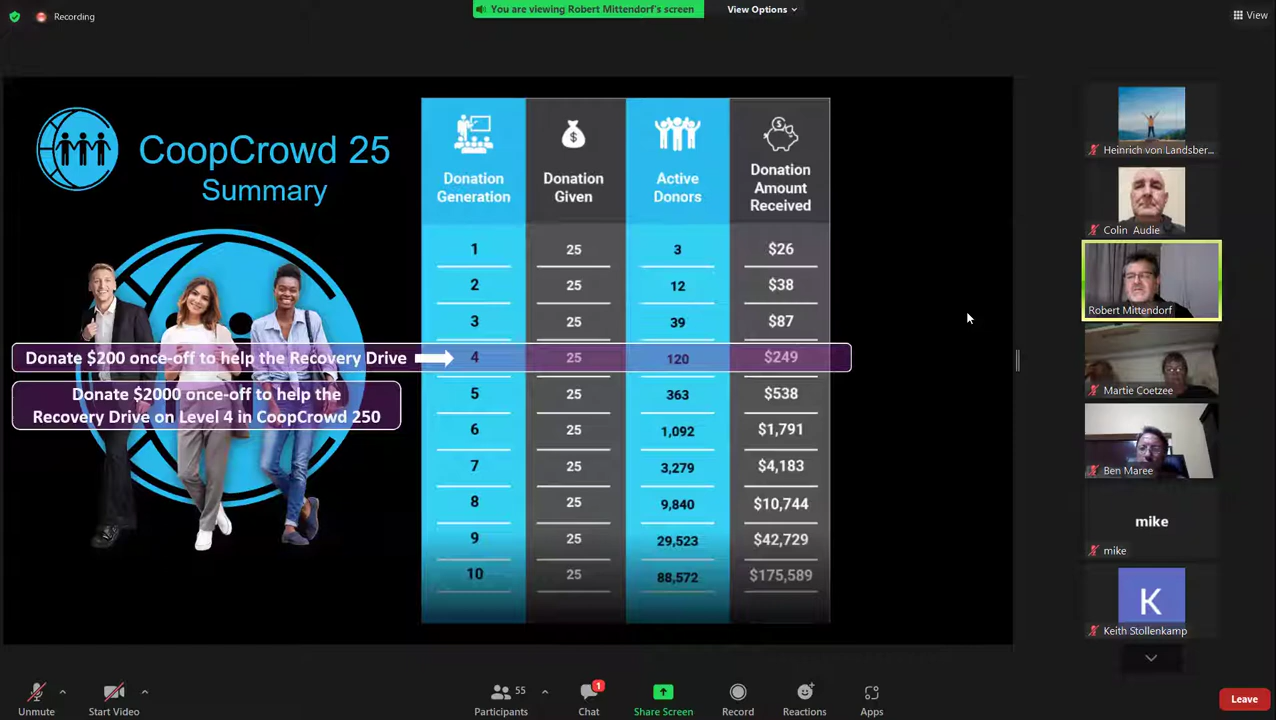 Recording
You are viewing Robert Mittendorf's screen
View Options
View
CoopCrowd 25
Summary
Donation
Generation
Donation
Given
Active
Donors
Donation
Amount
Received
1 25 3 $26
2 25 12 $38
3 25 39 $87
Donate $200 once-off to help the Recovery Drive 4 25 120 $249
Donate $2000 once-off to help the
Recovery Drive on Level 4 in CoopCrowd 250
5 25 363 $538
6 25 1,092 $1,791
7 25 3,279 $4,183
8 25 9,840 $10,744
9 25 29,523 $42,729
10 25 88,572 $175,589
Heinrich von Landsber...
Colin Audie
Robert Mittendorf
Martie Coetzee
Ben Maree
mike
mike
K
Keith Stollenkamp
Unmute
Start Video
55
Participants
1
Chat
Share Screen
Record
Reactions
Apps
Leave